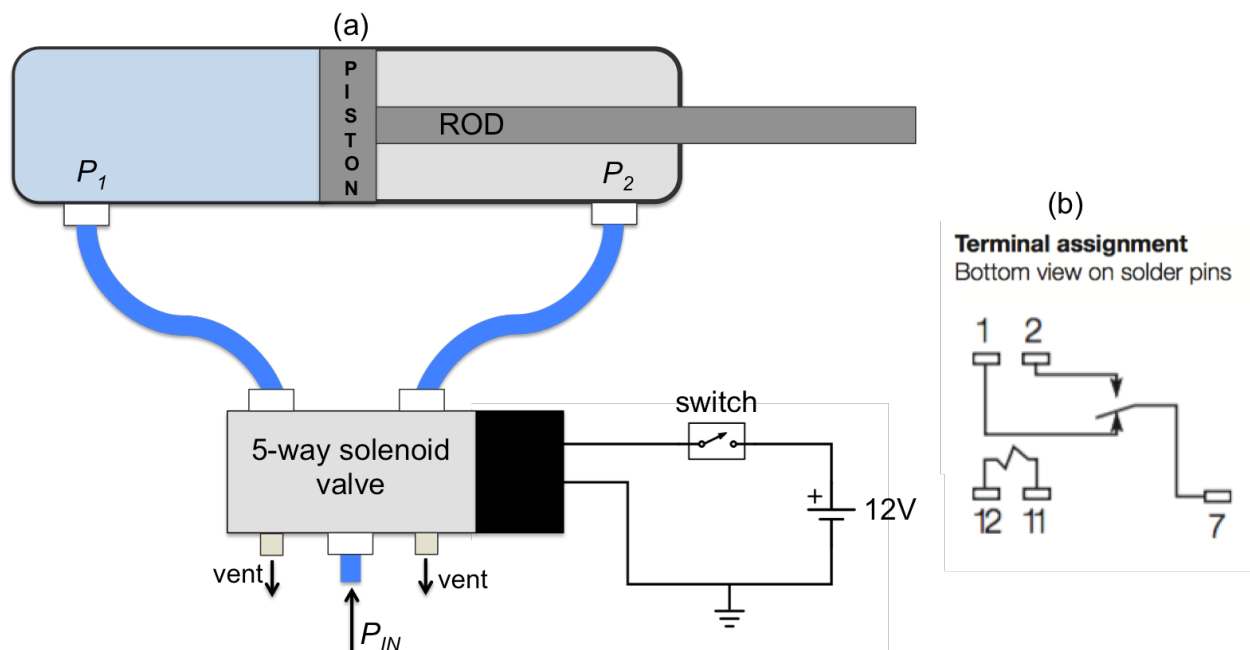 (a)
PISTON
ROD
P1
P2
(b)
Terminal assignment
Bottom view on solder pins
1 2
12 11 7
switch
5-way solenoid
valve
+
12V
vent
vent
PIN